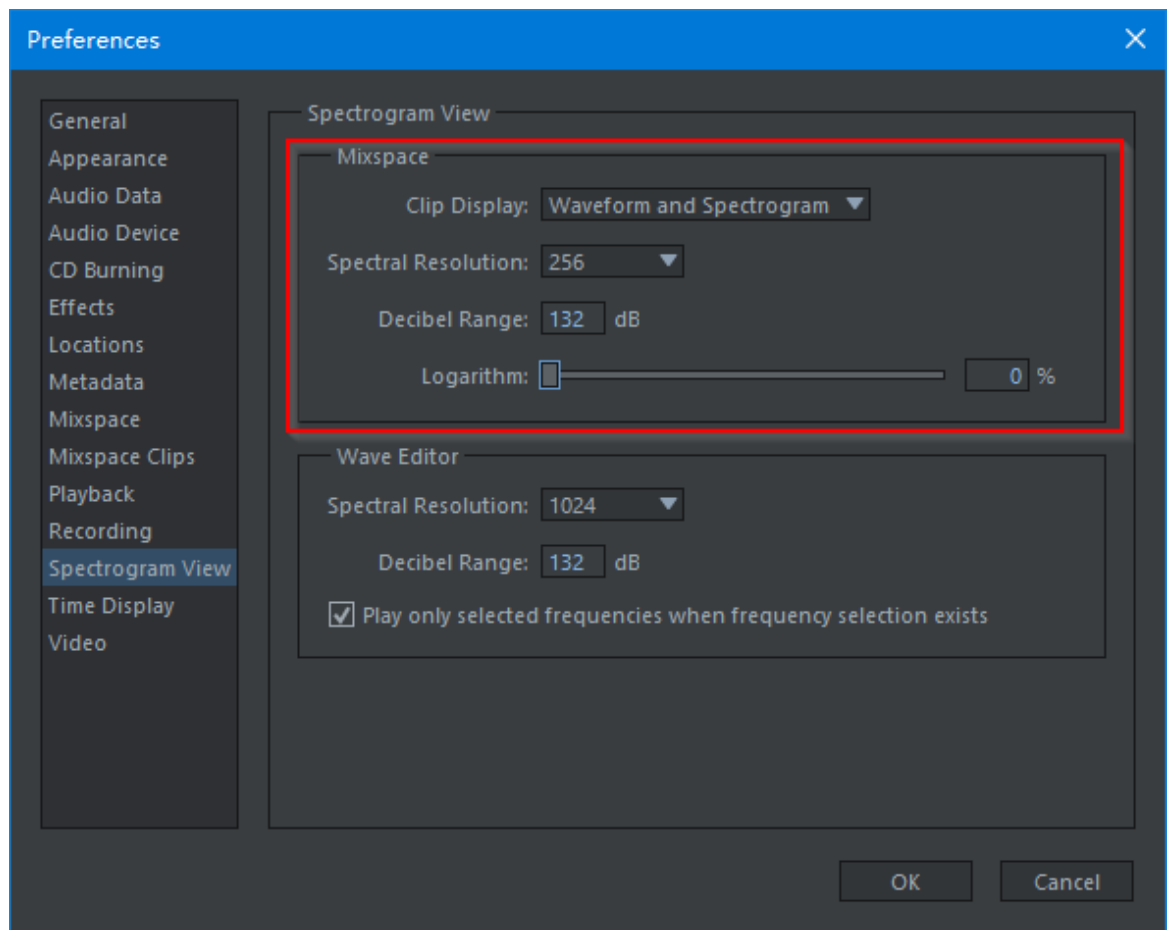 Preferences
General
Appearance
Audio Data
Audio Device
CD Burning
Effects
Locations
Metadata
Mixspace
Mixspace Clips
Playback
Recording
Spectrogram View
Time Display
Video
Spectrogram View
Mixspace
Clip Display: Waveform and Spectrogram
Spectral Resolution: 256
Decibel Range: 132 dB
Logarithm: 0 %
Wave Editor
Spectral Resolution: 1024
Decibel Range: 132 dB
Play only selected frequencies when frequency selection exists
OK Cancel